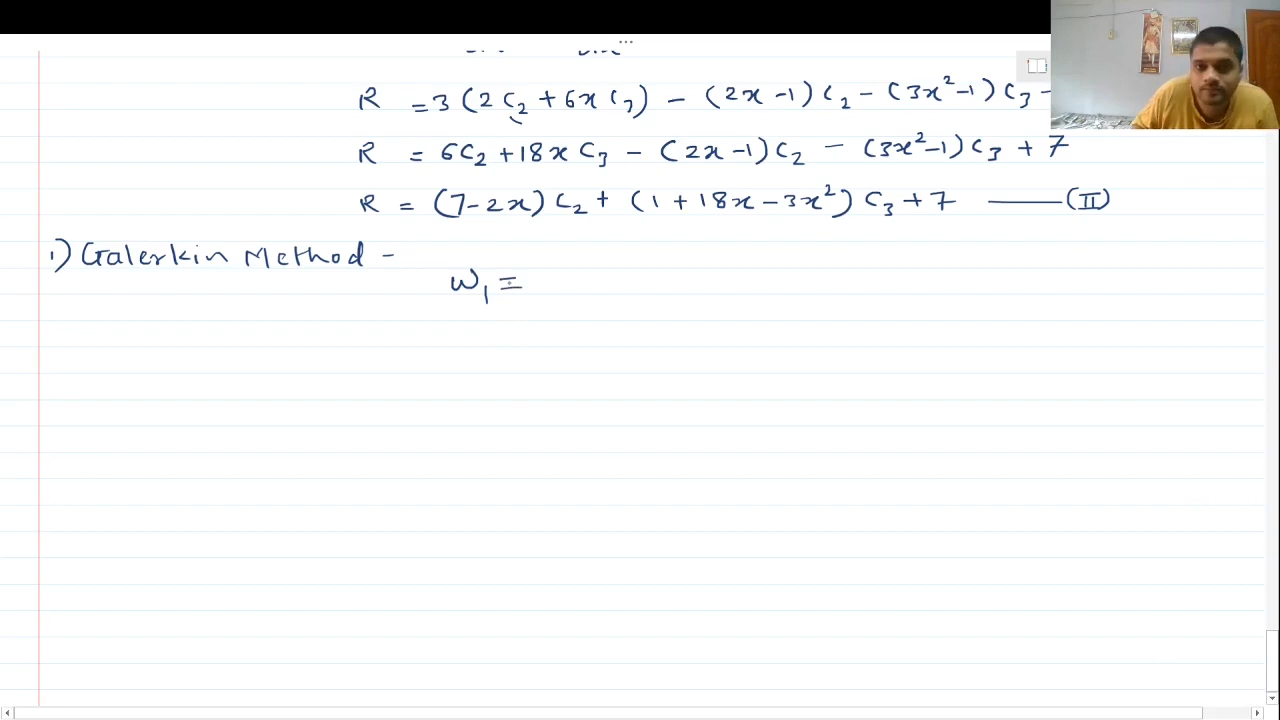 R = 3 (2 C₂ + 6x C₃) − (2x −1) C₂ − (3x² −1) C₃ −
R = 6C₂ + 18x C₃ − (2x −1) C₂ − (3x² −1) C₃ + 7
R = (7 − 2x) C₂ + (1 + 18x − 3x²) C₃ + 7 —— (II)
1) Galerkin Method −
W₁ =